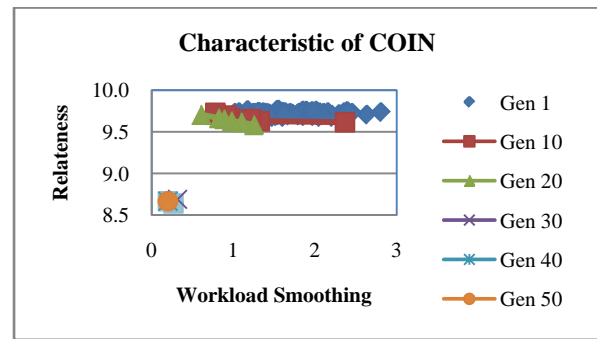 Characteristic of COIN
Relateness
10.0
9.5
9.0
8.5
0 1 2 3
Workload Smoothing
Gen 1
Gen 10
Gen 20
Gen 30
Gen 40
Gen 50